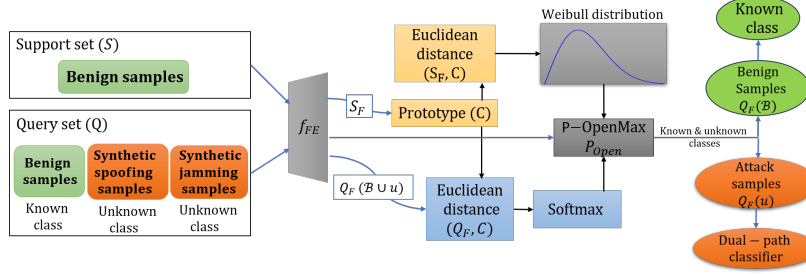 Support set (S)
Benign samples
Query set (Q)
Benign
samples
Synthetic
spoofing
samples
Synthetic
jamming
samples
Known
class
Unknown
class
Unknown
class
f_FE
S_F
Q_F (ℬ ∪ u)
Euclidean
distance
(S_F, C)
Prototype (C)
Euclidean
distance
(Q_F, C)
Softmax
Weibull distribution
P−OpenMax
P_Open
Known & unknown
classes
Known
class
Benign
Samples
Q_F(ℬ)
Attack
samples
Q_F(u)
Dual − path
classifier